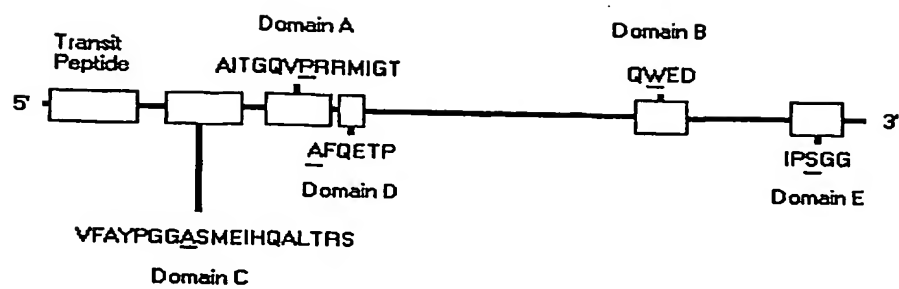 Domain A
Domain B
Transit
Peptide
AITGQVPRRMIGT
QWED
5'
3'
AFQETP
Domain D
IPSGG
Domain E
VFAYPGGASMEIHQALTRS
Domain C